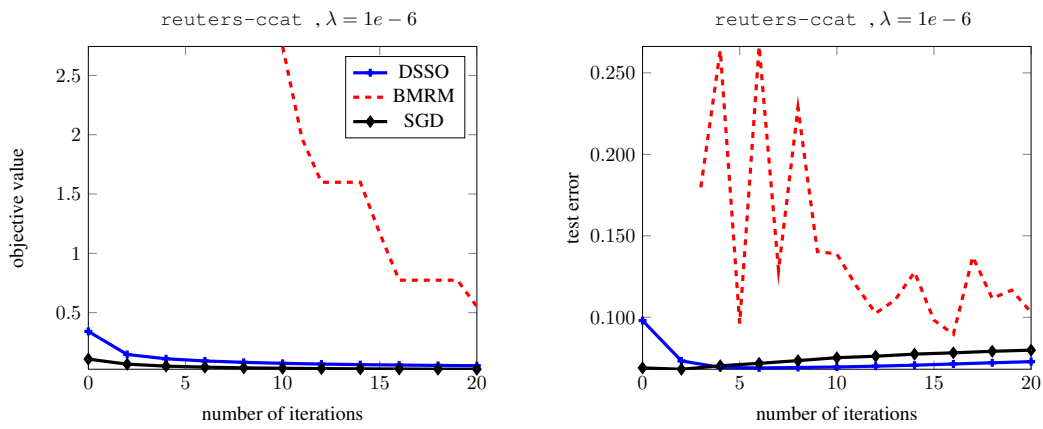 reuters-ccat , λ = 1e − 6
2.5
2
1.5
1
0.5
0 5 10 15 20
objective value
number of iterations
DSSO
BMRM
SGD
reuters-ccat , λ = 1e − 6
0.250
0.200
0.150
0.100
0 5 10 15 20
test error
number of iterations